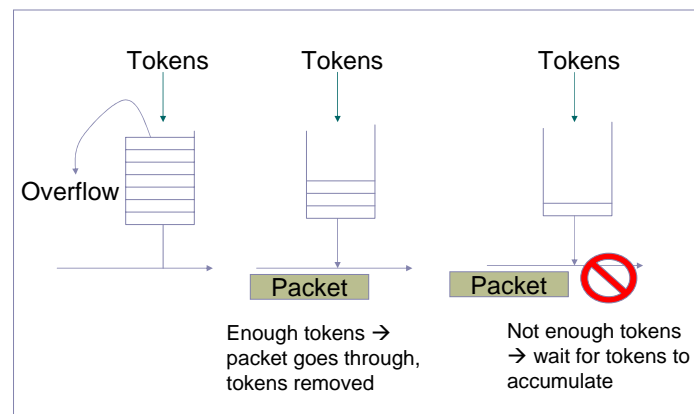 Tokens
Tokens
Tokens
Overflow
Packet
Packet
Enough tokens →
packet goes through,
tokens removed
Not enough tokens
→ wait for tokens to
accumulate